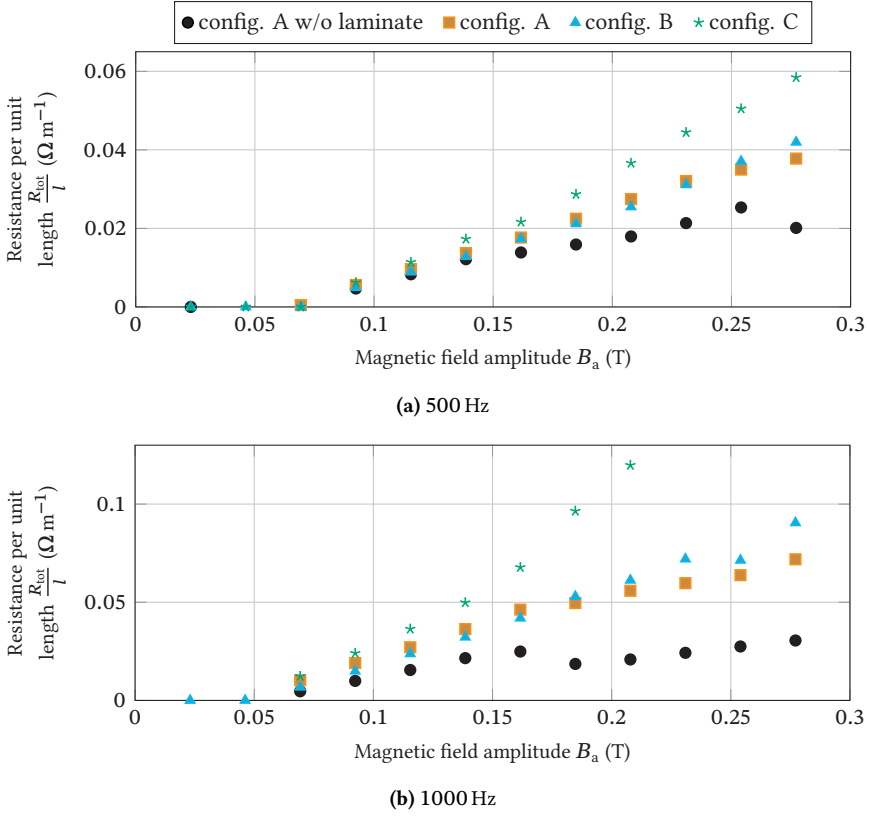 config. A w/o laminate config. A config. B config. C
0.06
0.04
0.02
0
Resistance per unit
length R_tot/l (Ω m⁻¹)
0 0.05 0.1 0.15 0.2 0.25 0.3
Magnetic field amplitude B_a (T)
(a) 500 Hz
0.1
0.05
0
Resistance per unit
length R_tot/l (Ω m⁻¹)
0 0.05 0.1 0.15 0.2 0.25 0.3
Magnetic field amplitude B_a (T)
(b) 1000 Hz